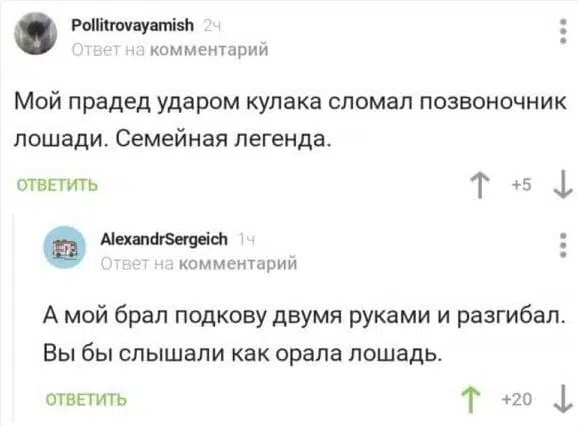 Pollitrovayamish 2ч
Ответ на комментарий
Мой прадед ударом кулака сломал позвоночник
лошади. Семейная легенда.
ОТВЕТИТЬ
+5
AlexandrSergeich 1ч
Ответ на комментарий
А мой брал подкову двумя руками и разгибал.
Вы бы слышали как орала лошадь.
ОТВЕТИТЬ
+20